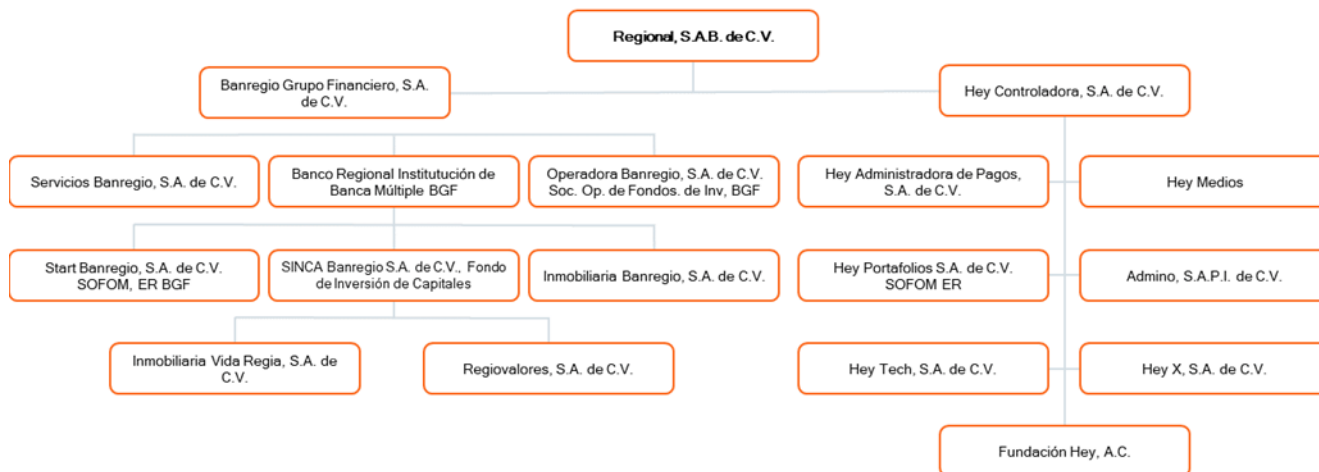 Regional, S.A.B. de C.V.
Banregio Grupo Financiero, S.A.
de C.V.
Hey Controladora, S.A. de C.V.
Servicios Banregio, S.A. de C.V.
Banco Regional Institutución de
Banca Múltiple BGF
Operadora Banregio, S.A. de C.V.
Soc. Op. de Fondos. de Inv, BGF
Hey Administradora de Pagos,
S.A. de C.V.
Hey Medios
Start Banregio, S.A. de C.V.
SOFOM, ER BGF
SINCA Banregio S.A. de C.V., Fondo
de Inversión de Capitales
Inmobiliaria Banregio, S.A. de C.V.
Hey Portafolios S.A. de C.V.
SOFOM ER
Admino, S.A.P.I. de C.V.
Inmobiliaria Vida Regia, S.A. de
C.V.
Regiovalores, S.A. de C.V.
Hey Tech, S.A. de C.V.
Hey X, S.A. de C.V.
Fundación Hey, A.C.